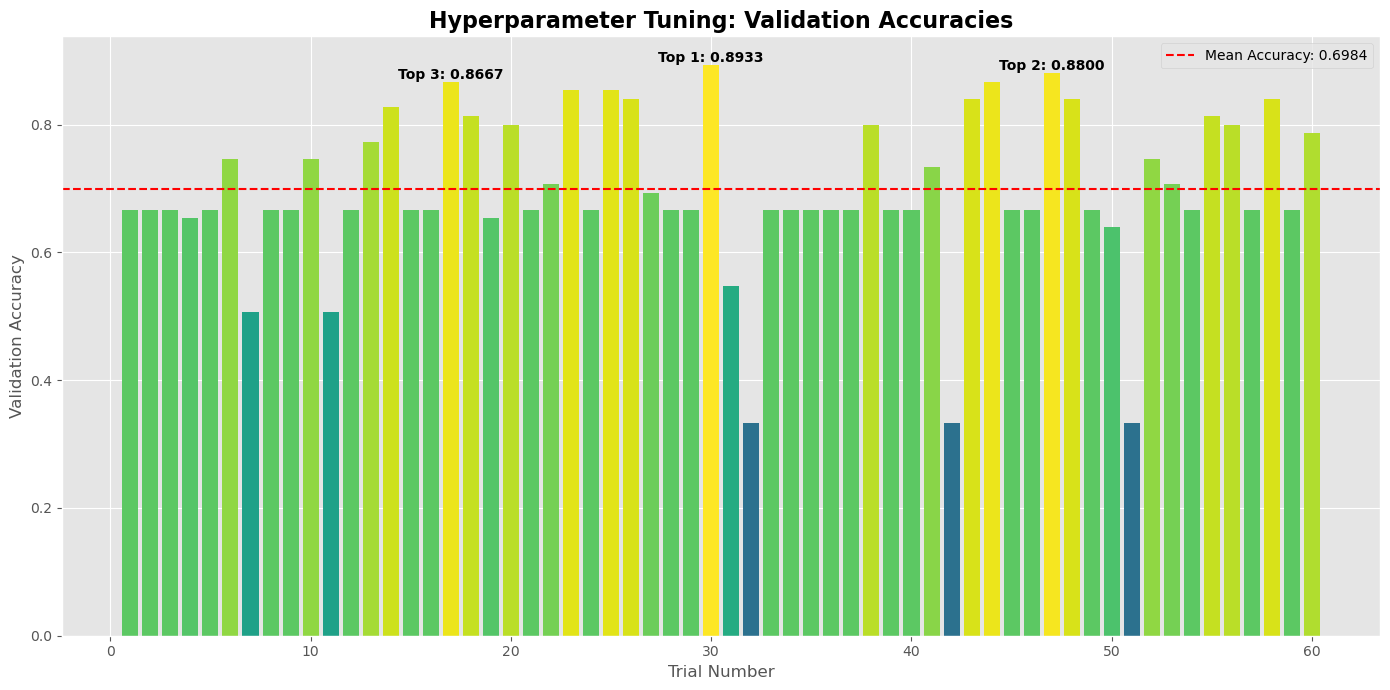 Hyperparameter Tuning: Validation Accuracies
Top 1: 0.8933
Top 2: 0.8800
Top 3: 0.8667
Mean Accuracy: 0.6984
Validation Accuracy
0.8
0.6
0.4
0.2
0.0
0 10 20 30 40 50 60
Trial Number